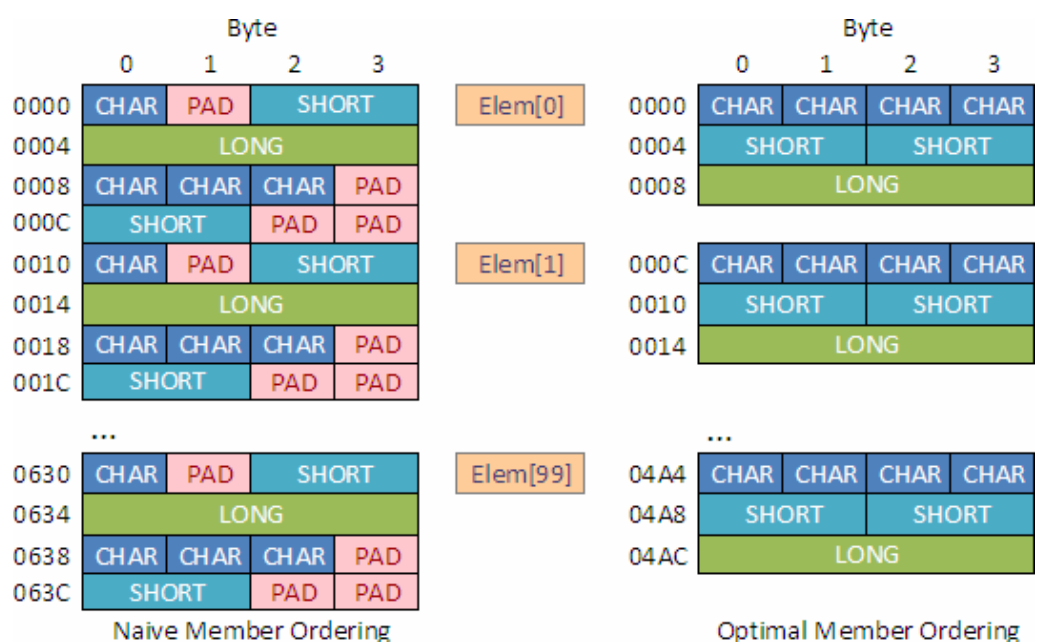 Byte Byte
0 1 2 3 0 1 2 3
0000 CHAR PAD SHORT Elem[0] 0000 CHAR CHAR CHAR CHAR
0004 LONG 0004 SHORT SHORT
0008 CHAR CHAR CHAR PAD 0008 LONG
000C SHORT PAD PAD
0010 CHAR PAD SHORT Elem[1] 000C CHAR CHAR CHAR CHAR
0014 LONG 0010 SHORT SHORT
0018 CHAR CHAR CHAR PAD 0014 LONG
001C SHORT PAD PAD
... ...
0630 CHAR PAD SHORT Elem[99] 04A4 CHAR CHAR CHAR CHAR
0634 LONG 04A8 SHORT SHORT
0638 CHAR CHAR CHAR PAD 04AC LONG
063C SHORT PAD PAD
Naive Member Ordering Optimal Member Ordering